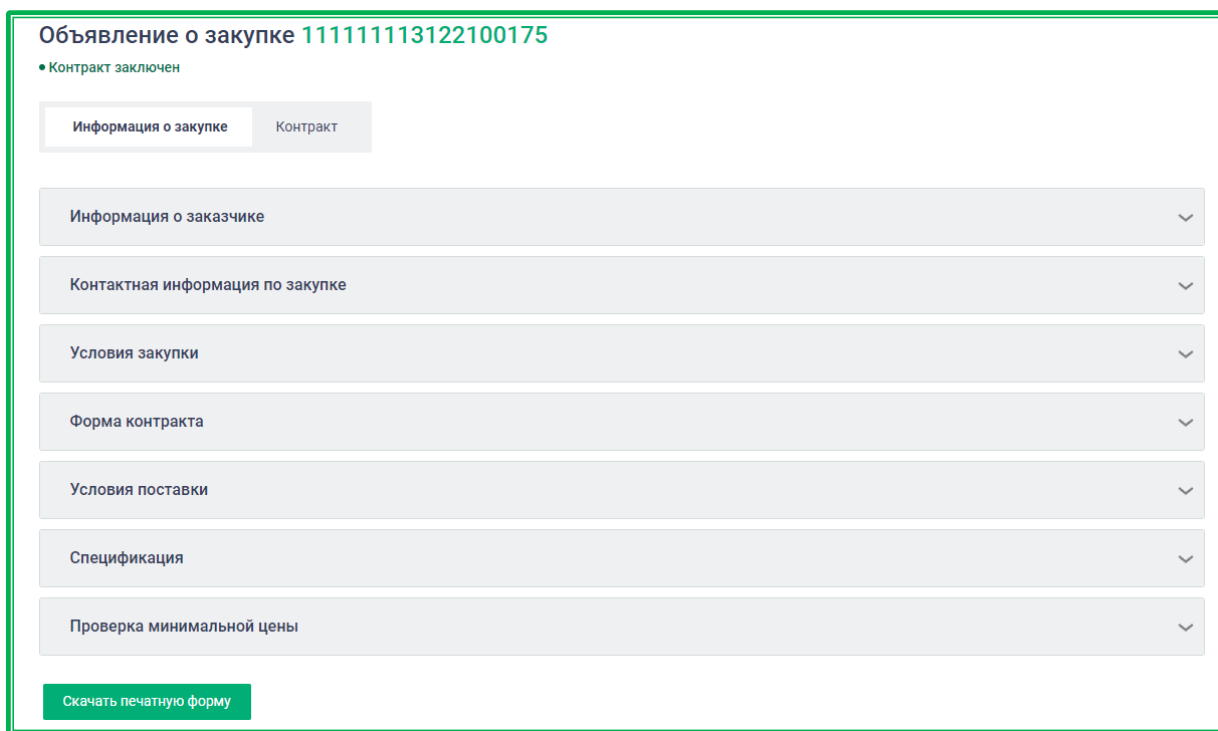 Объявление о закупке 111111113122100175
• Контракт заключен
Информация о закупке Контракт
Информация о заказчике
Контактная информация по закупке
Условия закупки
Форма контракта
Условия поставки
Спецификация
Проверка минимальной цены
Скачать печатную форму